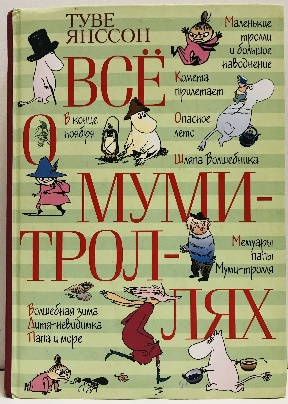 ТУВЕ
ЯНССОН
Маленькие
тролли
и большое
наводнение
ВСЁ
Комета
прилетает
В конце
ноября
Опасное
лето
О
Шляпа Волшебника
МУМИ-
ТРОЛ-
Мемуары
папы
Муми-тролля
ЛЯХ
Волшебная зима
Дитя-невидимка
Папа и море